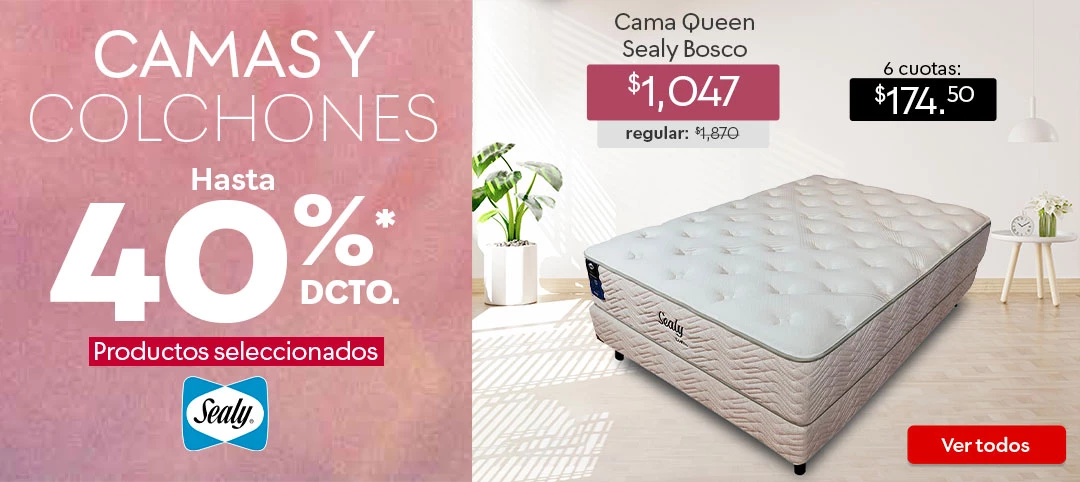 CAMAS Y
COLCHONES
Hasta
40%*
DCTO.
Productos seleccionados
Sealy®
Cama Queen
Sealy Bosco
$1,047
regular: $1,870
6 cuotas:
$174.50
Sealy
Ver todos